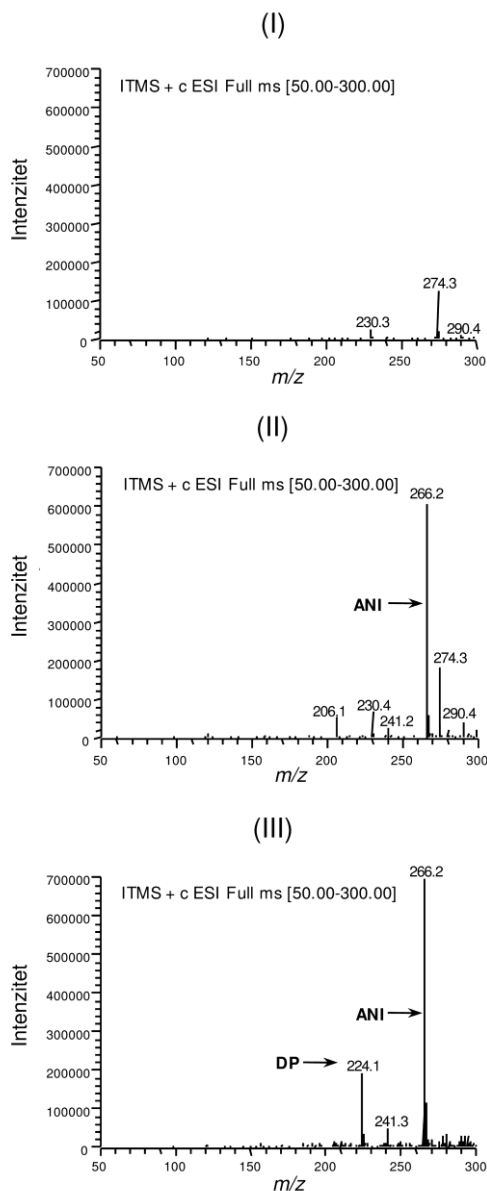 (I)
Intenzitet
700000
600000
500000
400000
300000
200000
100000
0
ITMS + c ESI Full ms [50.00-300.00]
274.3
230.3
290.4
50 100 150 200 250 300
m/z
(II)
Intenzitet
700000
600000
500000
400000
300000
200000
100000
0
ITMS + c ESI Full ms [50.00-300.00]
266.2
ANI
274.3
206.1
230.4
241.2
290.4
50 100 150 200 250 300
m/z
(III)
Intenzitet
700000
600000
500000
400000
300000
200000
100000
0
ITMS + c ESI Full ms [50.00-300.00]
266.2
ANI
DP
224.1
241.3
50 100 150 200 250 300
m/z